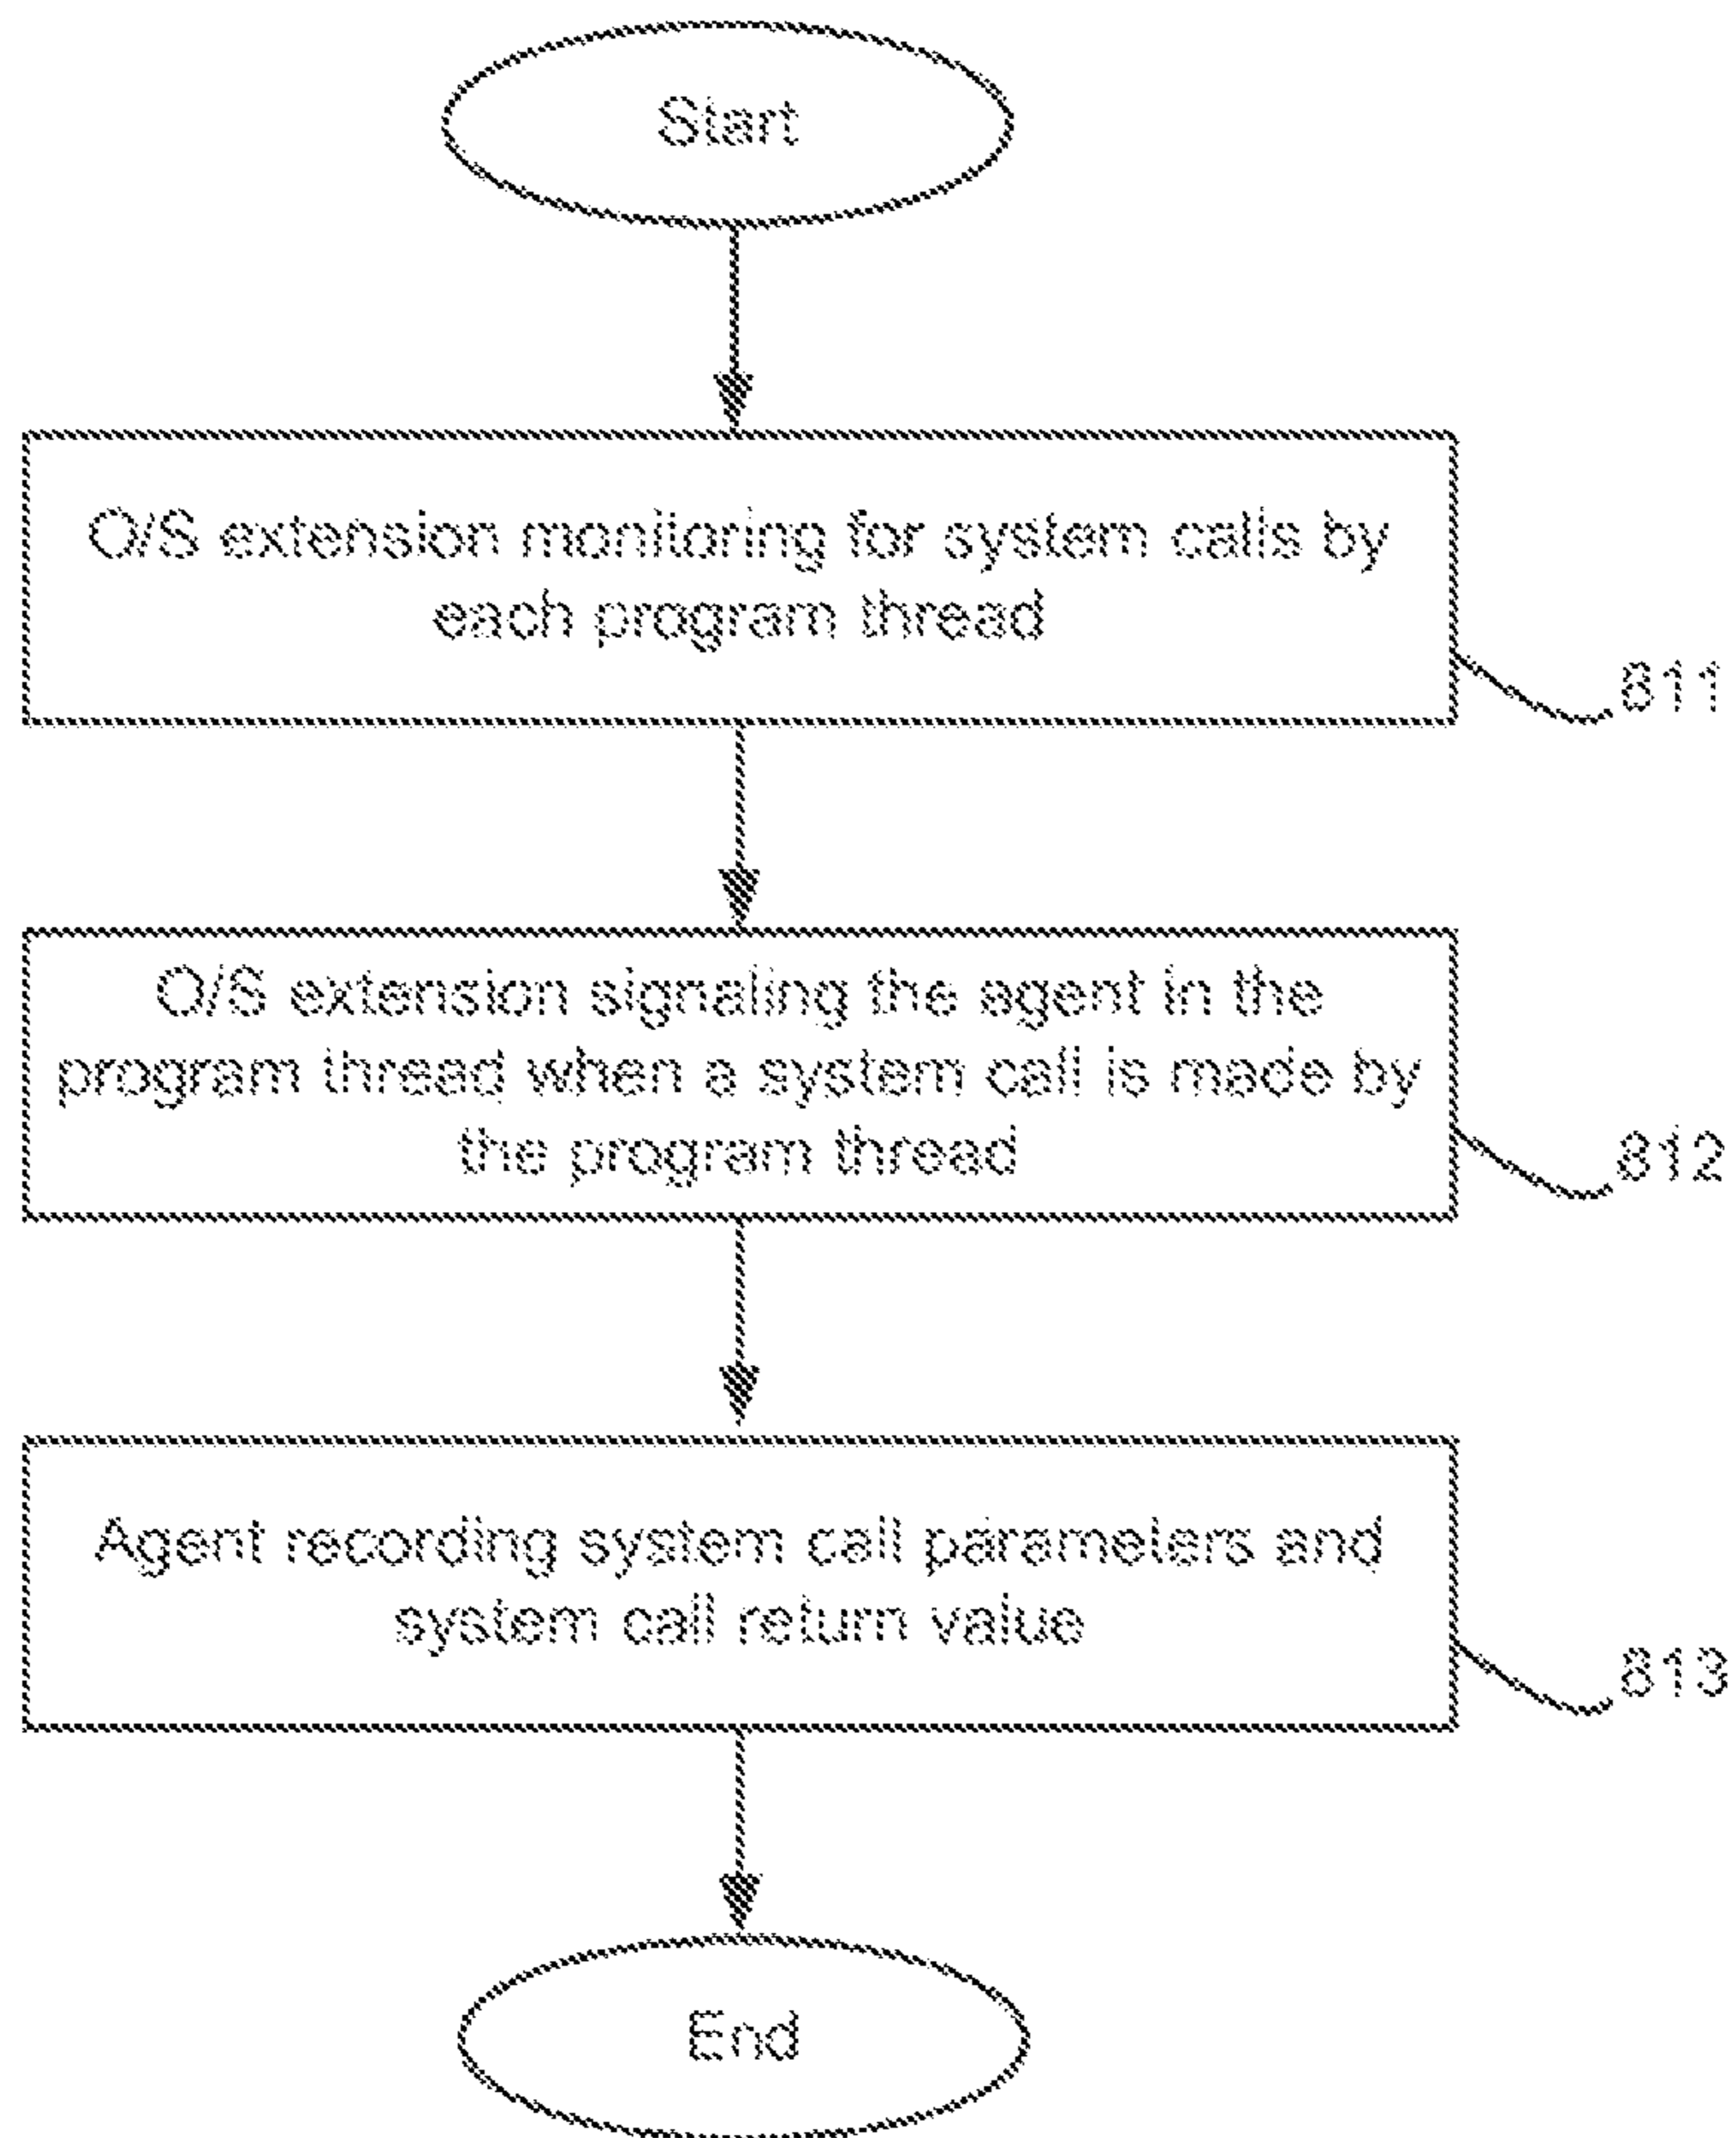 Start
O/S extension monitoring for system calls by
each program thread
811
O/S extension signaling the agent in the
program thread when a system call is made by
the program thread
812
Agent recording system call parameters and
system call return value
813
End